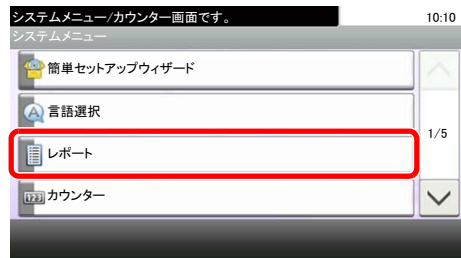 システムメニュー/カウンター画面です。
10:10
システムメニュー
簡単セットアップウィザード
言語選択
1/5
レポート
カウンター